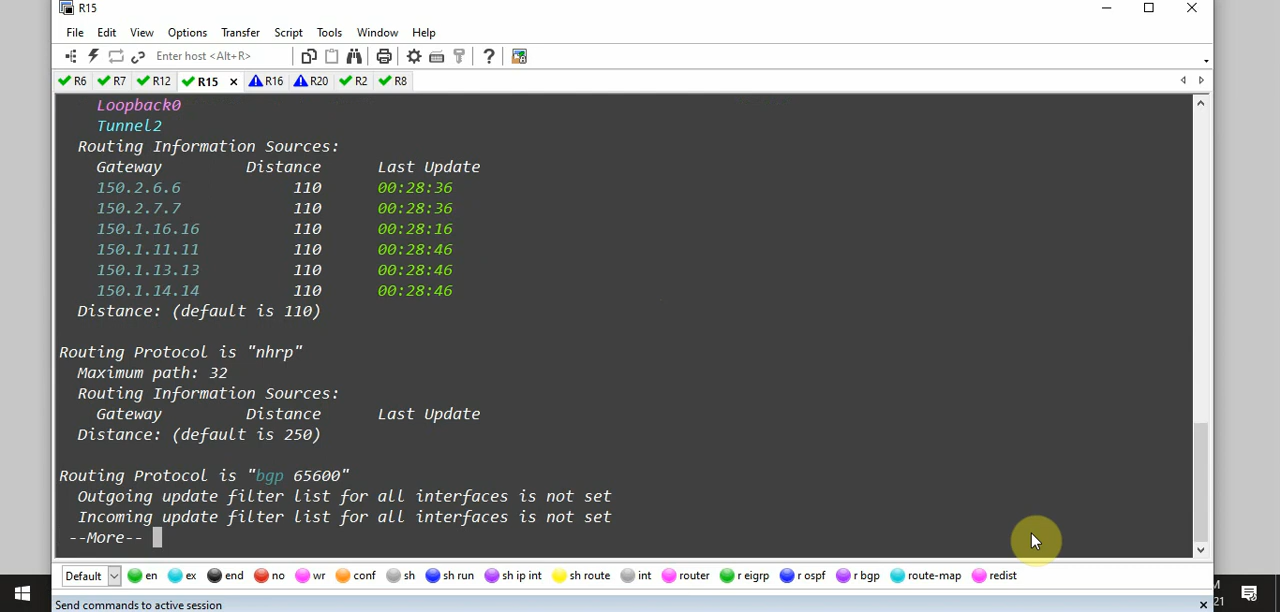 R15
File Edit View Options Transfer Script Tools Window Help
Enter host <Alt+R>
R6 R7 R12 R15 × R16 R20 R2 R8
Loopback0
Tunnel2
Routing Information Sources:
Gateway Distance Last Update
150.2.6.6 110 00:28:36
150.2.7.7 110 00:28:36
150.1.16.16 110 00:28:16
150.1.11.11 110 00:28:46
150.1.13.13 110 00:28:46
150.1.14.14 110 00:28:46
Distance: (default is 110)
Routing Protocol is "nhrp"
Maximum path: 32
Routing Information Sources:
Gateway Distance Last Update
Distance: (default is 250)
Routing Protocol is "bgp 65600"
Outgoing update filter list for all interfaces is not set
Incoming update filter list for all interfaces is not set
--More--
Default en ex end no wr conf sh sh run sh ip int sh route int router r eigrp r ospf r bgp route-map redist
M
Send commands to active session
21